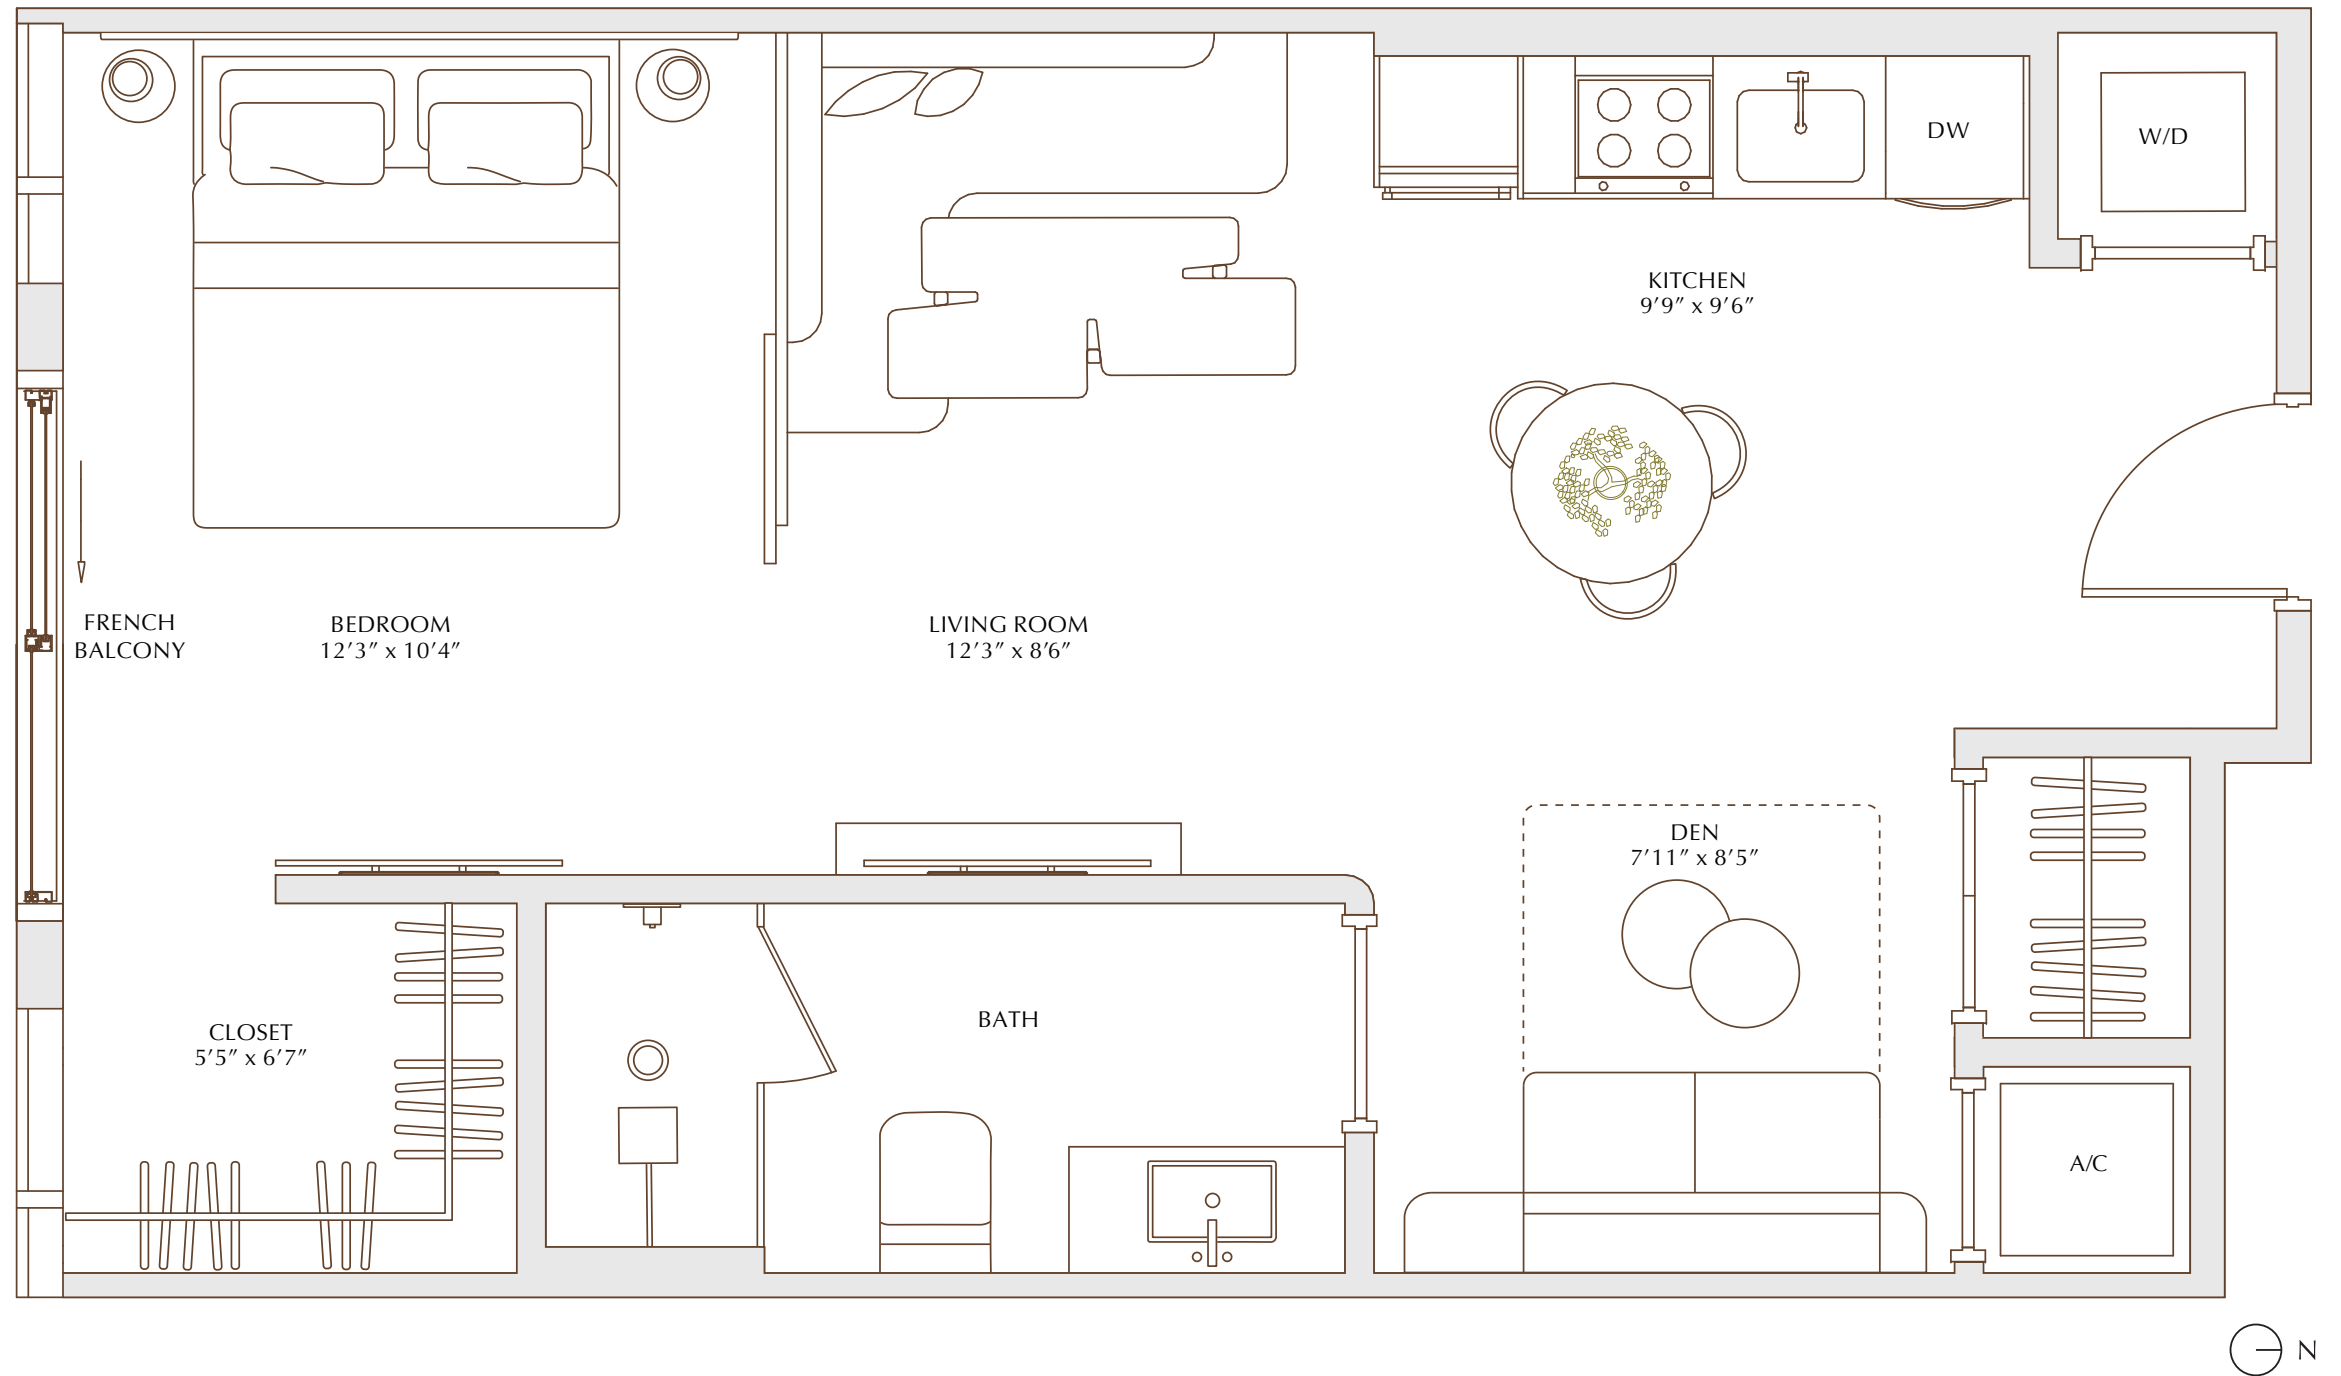 DW
W/D
KITCHEN
9’9” x 9’6”
FRENCH
BALCONY
BEDROOM
12’3” x 10’4”
LIVING ROOM
12’3” x 8’6”
DEN
7’11” x 8’5”
CLOSET
5’5” x 6’7”
BATH
A/C
N